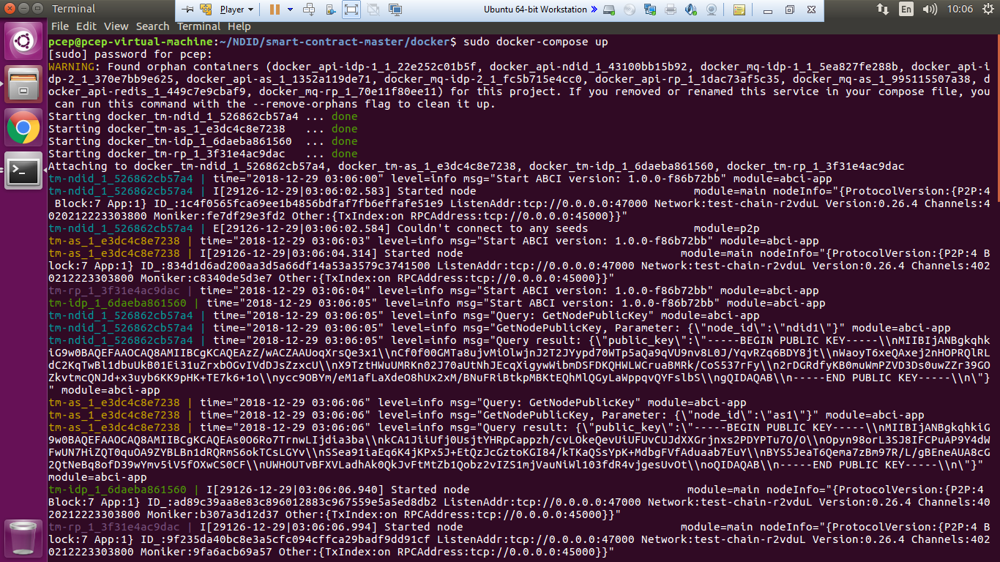 Terminal
Player
Ubuntu 64-bit Workstation
En
10:06
File Edit View Search Terminal Help
pcep@pcep-virtual-machine:~/NDID/smart-contract-master/docker$ sudo docker-compose up
[sudo] password for pcep:
WARNING: Found orphan containers (docker_api-idp-1_1_22e252c01b5f, docker_api-ndid_1_43100bb15b92, docker_mq-idp-1_1_5ea827fe288b, docker_api-i
dp-2_1_370e7bb9e625, docker_api-as_1_1352a119de71, docker_mq-idp-2_1_fc5b715e4cc0, docker_api-rp_1_1dac73af5c35, docker_mq-as_1_995115507a38, d
ocker_api-redis_1_449c7e9cbaf9, docker_mq-rp_1_70e11f80ee11) for this project. If you removed or renamed this service in your compose file, you
can run this command with the --remove-orphans flag to clean it up.
Starting docker_tm-ndid_1_526862cb57a4 ... done
Starting docker_tm-as_1_e3dc4c8e7238 ... done
Starting docker_tm-idp_1_6daeba861560 ... done
Starting docker_tm-rp_1_3f31e4ac9dac ... done
Attaching to docker_tm-ndid_1_526862cb57a4, docker_tm-as_1_e3dc4c8e7238, docker_tm-idp_1_6daeba861560, docker_tm-rp_1_3f31e4ac9dac
tm-ndid_1_526862cb57a4 | time="2018-12-29 03:06:00" level=info msg="Start ABCI version: 1.0.0-f86b72bb" module=abci-app
tm-ndid_1_526862cb57a4 | I[29126-12-29|03:06:02.583] Started node module=main nodeInfo="{ProtocolVersion:{P2P:4
Block:7 App:1} ID_:1c4f0565fca69ee1b4856bdfaf7fb6effafe51e9 ListenAddr:tcp://0.0.0.0:47000 Network:test-chain-r2vduL Version:0.26.4 Channels:4
020212223303800 Moniker:fe7df29e3fd2 Other:{TxIndex:on RPCAddress:tcp://0.0.0.0:45000}}"
tm-ndid_1_526862cb57a4 | E[29126-12-29|03:06:02.584] Couldn't connect to any seeds module=p2p
tm-as_1_e3dc4c8e7238 | time="2018-12-29 03:06:03" level=info msg="Start ABCI version: 1.0.0-f86b72bb" module=abci-app
tm-as_1_e3dc4c8e7238 | I[29126-12-29|03:06:04.314] Started node module=main nodeInfo="{ProtocolVersion:{P2P:4 B
lock:7 App:1} ID_:834d1d6ad200aa3d5a66df14a53a3579c3741500 ListenAddr:tcp://0.0.0.0:47000 Network:test-chain-r2vduL Version:0.26.4 Channels:402
0212223303800 Moniker:c8340de5d3e7 Other:{TxIndex:on RPCAddress:tcp://0.0.0.0:45000}}"
tm-rp_1_3f31e4ac9dac | time="2018-12-29 03:06:04" level=info msg="Start ABCI version: 1.0.0-f86b72bb" module=abci-app
tm-idp_1_6daeba861560 | time="2018-12-29 03:06:05" level=info msg="Start ABCI version: 1.0.0-f86b72bb" module=abci-app
tm-ndid_1_526862cb57a4 | time="2018-12-29 03:06:05" level=info msg="Query: GetNodePublicKey" module=abci-app
tm-ndid_1_526862cb57a4 | time="2018-12-29 03:06:05" level=info msg="GetNodePublicKey, Parameter: {\"node_id\":\"ndid1\"}" module=abci-app
tm-ndid_1_526862cb57a4 | time="2018-12-29 03:06:05" level=info msg="Query result: {\"public_key\":\"-----BEGIN PUBLIC KEY-----\\nMIIBIjANBgkqhk
iG9w0BAQEFAAOCAQ8AMIIBCgKCAQEAzZ/wACZAAUoqXrsQe3x1\\nCf0f00GMTa8ujvMiOlwjnJ2T2JYypd70WTp5aQa9qVU9nv8L0J/YqvRZq6BDY8jt\\nWaoyT6xeQAxej2nHOPRQlRL
dC2KqTwBl1dbuUkB01Ei31uZrxbOGvIVdDJsZzxcU\\nX9TztHWuUMRKn02J70aUtNhJEcqXigywWibmDSFDKQHWLWCruaBMRk/CoS537rFy\\n2rDGRdfyKB0muWmPZVD3Ds0uwZZr39GO
ZkvtmcQNJd+x3uyb6KK9pHK+TE7k6+1o\\nycc9OBYm/eM1afLaXdeO8hUx2xM/BNuFRiBtkpMBKtEQhMlQGyLaWppqvQYFslbS\\ngQIDAQAB\\n-----END PUBLIC KEY-----\\n\"}
" module=abci-app
tm-as_1_e3dc4c8e7238 | time="2018-12-29 03:06:06" level=info msg="Query: GetNodePublicKey" module=abci-app
tm-as_1_e3dc4c8e7238 | time="2018-12-29 03:06:06" level=info msg="GetNodePublicKey, Parameter: {\"node_id\":\"as1\"}" module=abci-app
tm-as_1_e3dc4c8e7238 | time="2018-12-29 03:06:06" level=info msg="Query result: {\"public_key\":\"-----BEGIN PUBLIC KEY-----\\nMIIBIjANBgkqhkiG
9w0BAQEFAAOCAQ8AMIIBCgKCAQEAs0O6Ro7TrnwLIjdia3ba\\nkCA1JiiUfj0UsjtYHRpCappzh/cvLOkeQevUiUFUvCUJdXXGrjnxs2PDYPTu7O/O\\nOpyn98orL3SJ8IFCPuAP9Y4dW
FwUN7HiZQT0quOA9ZYBLBn1dRQRmS6okTCsLGYv\\nSSea91iaEq6K4jKPx5J+EtQzJcGztoKGI84/kTKaQSsYpK+MdbgFVfAduaab7EuY\\nBYS5JeaT6Qema7zBm97R/L/gBEneAUA8cG
2QtNeBq8ofD39wYmv5iV5fOXwCS0CF\\nUWHOUTvBFXVLadhAk0QkJvFtMtZb1Qobz2vIZS1mjVauNiWl103fdR4vjgesUvOt\\noQIDAQAB\\n-----END PUBLIC KEY-----\\n\"}"
module=abci-app
tm-idp_1_6daeba861560 | I[29126-12-29|03:06:06.940] Started node module=main nodeInfo="{ProtocolVersion:{P2P:4
Block:7 App:1} ID_:ad89c39aa8e83c896012883c967559e5a5ed8db2 ListenAddr:tcp://0.0.0.0:47000 Network:test-chain-r2vduL Version:0.26.4 Channels:40
20212223303800 Moniker:b307a3d12d37 Other:{TxIndex:on RPCAddress:tcp://0.0.0.0:45000}}"
tm-rp_1_3f31e4ac9dac | I[29126-12-29|03:06:06.994] Started node module=main nodeInfo="{ProtocolVersion:{P2P:4 B
lock:7 App:1} ID_:9f235da40bc8e3a5cfc094cffca29badf9dd91cf ListenAddr:tcp://0.0.0.0:47000 Network:test-chain-r2vduL Version:0.26.4 Channels:402
0212223303800 Moniker:9fa6acb69a57 Other:{TxIndex:on RPCAddress:tcp://0.0.0.0:45000}}"